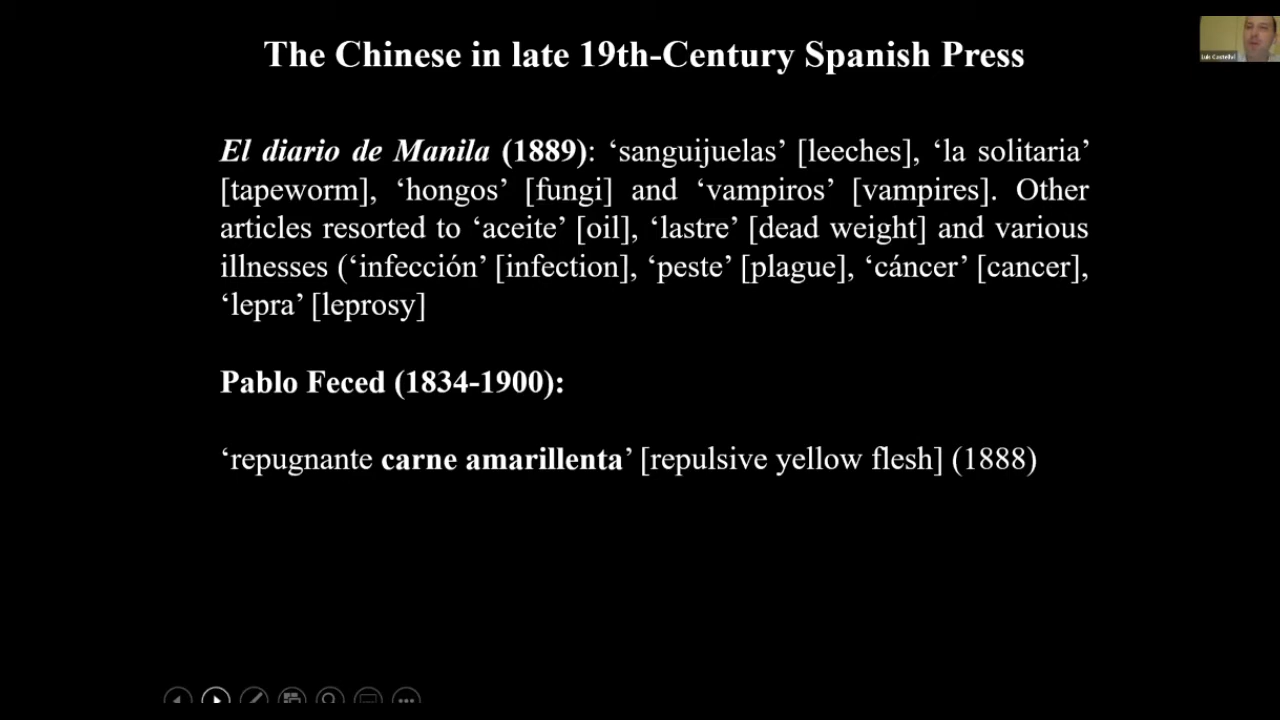 The Chinese in late 19th-Century Spanish Press
El diario de Manila (1889): ‘sanguijuelas’ [leeches], ‘la solitaria’
[tapeworm], ‘hongos’ [fungi] and ‘vampiros’ [vampires]. Other
articles resorted to ‘aceite’ [oil], ‘lastre’ [dead weight] and various
illnesses (‘infección’ [infection], ‘peste’ [plague], ‘cáncer’ [cancer],
‘lepra’ [leprosy]
Pablo Feced (1834-1900):
‘repugnante carne amarillenta’ [repulsive yellow flesh] (1888)